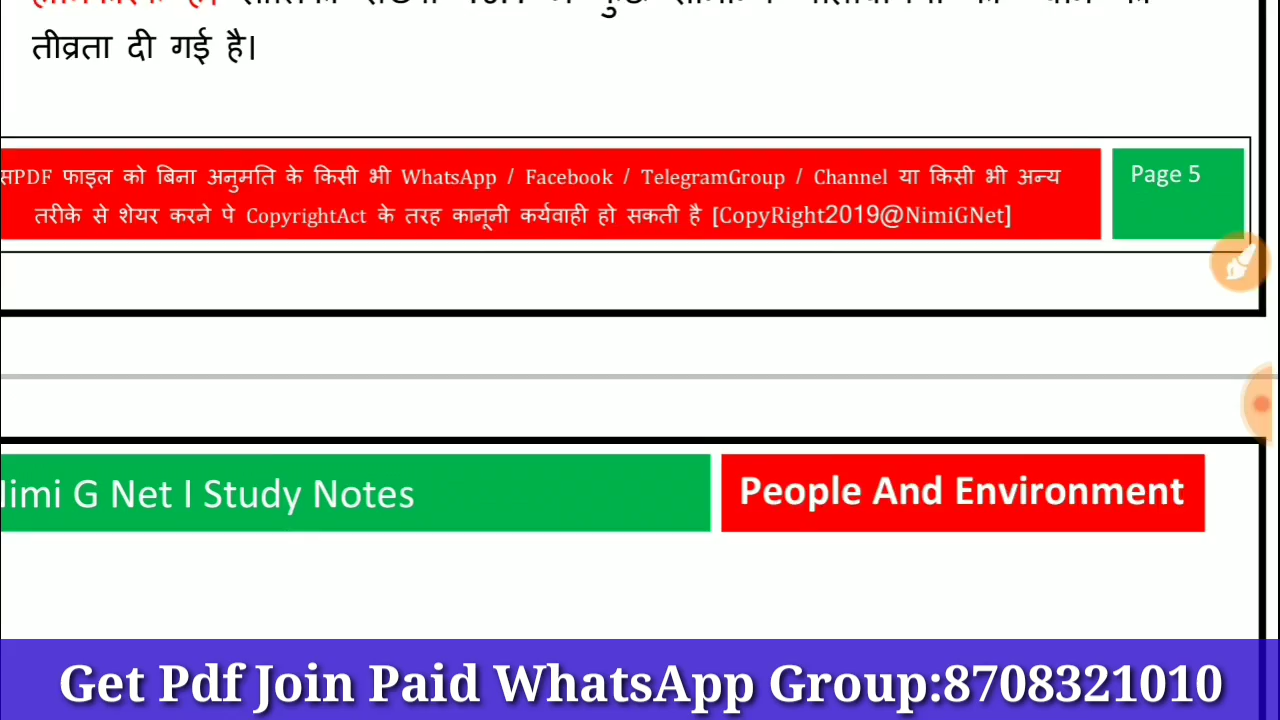 तीव्रता दी गई है।
सPDF फाइल को बिना अनुमति के किसी भी WhatsApp / Facebook / TelegramGroup / Channel या किसी भी अन्य
तरीके से शेयर करने पे CopyrightAct के तरह कानूनी कर्यवाही हो सकती है [CopyRight2019@NimiGNet]
Page 5
Nimi G Net l Study Notes
People And Environment
Get Pdf Join Paid WhatsApp Group:8708321010